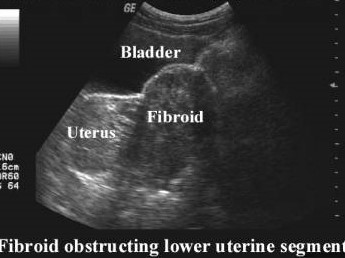 GE
Bladder
Fibroid
Uterus
Fibroid obstructing lower uterine segment